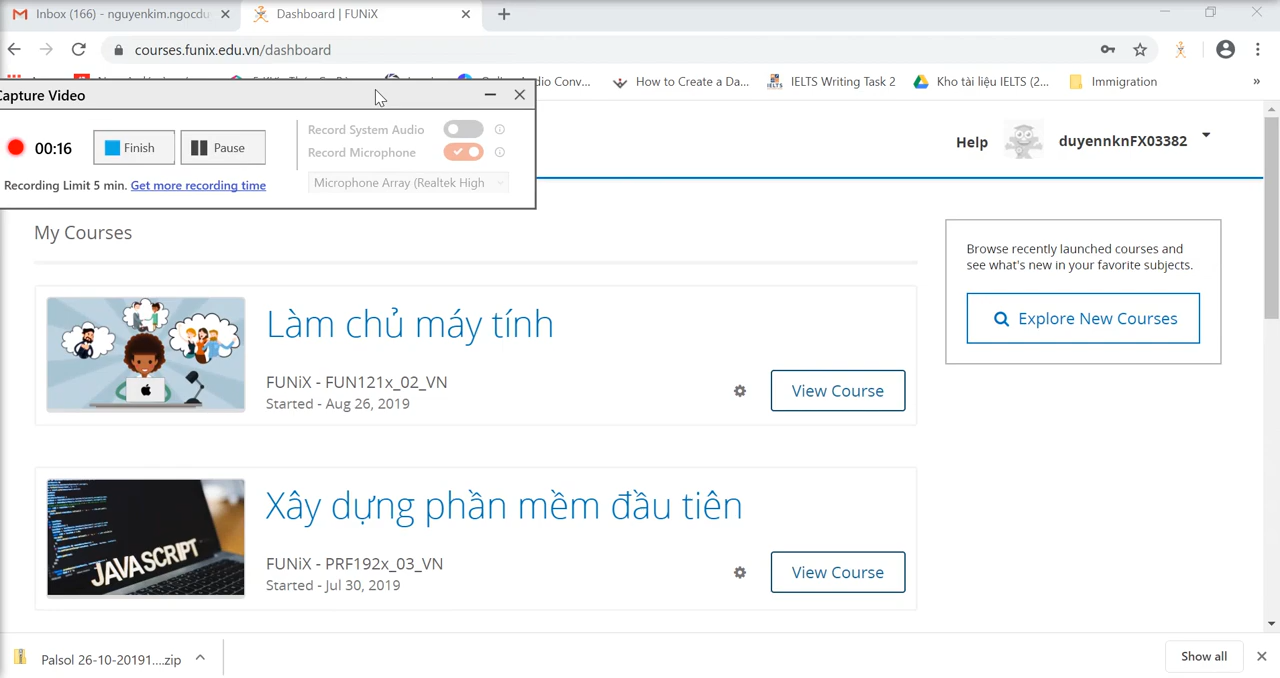 Inbox (166) - nguyenkim.ngocdu
Dashboard | FUNiX
courses.funix.edu.vn/dashboard
dio Conv...
How to Create a Da...
IELTS Writing Task 2
Kho tài liệu IELTS (2...
Immigration
»
Capture Video
00:16
Finish
Pause
Record System Audio
Record Microphone
Microphone Array (Realtek High
Recording Limit 5 min. Get more recording time
Help
duyennknFX03382
My Courses
Làm chủ máy tính
FUNiX - FUN121x_02_VN
Started - Aug 26, 2019
View Course
Browse recently launched courses and
see what's new in your favorite subjects.
Explore New Courses
JAVASCRIPT
Xây dựng phần mềm đầu tiên
FUNiX - PRF192x_03_VN
Started - Jul 30, 2019
View Course
Palsol 26-10-20191....zip
Show all